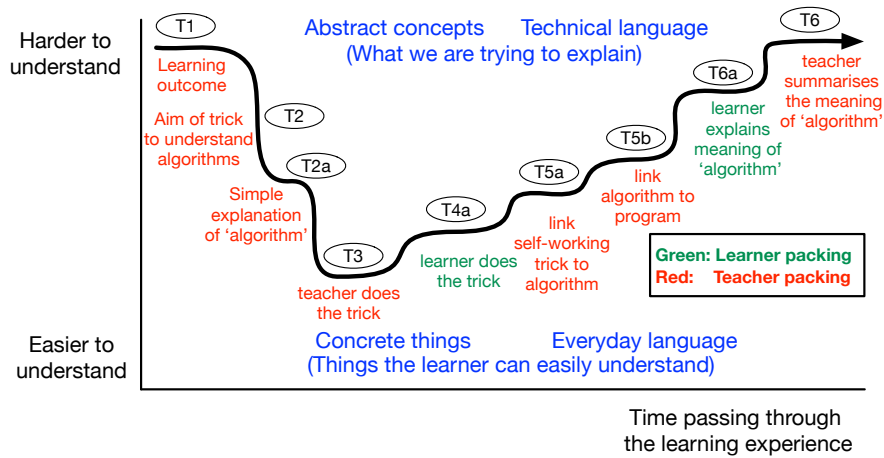 Harder to
understand
T1
Abstract concepts
Technical language
(What we are trying to explain)
T6
Learning
outcome
Aim of trick
to understand
algorithms
T2
T2a
Simple
explanation
of ‘algorithm’
T3
teacher does
the trick
T4a
learner does
the trick
T5a
link
self-working
trick to
algorithm
T5b
link
algorithm to
program
T6a
learner
explains
meaning of
‘algorithm’
teacher
summarises
the meaning
of ‘algorithm’
Green: Learner packing
Red: Teacher packing
Easier to
understand
Concrete things
Everyday language
(Things the learner can easily understand)
Time passing through
the learning experience